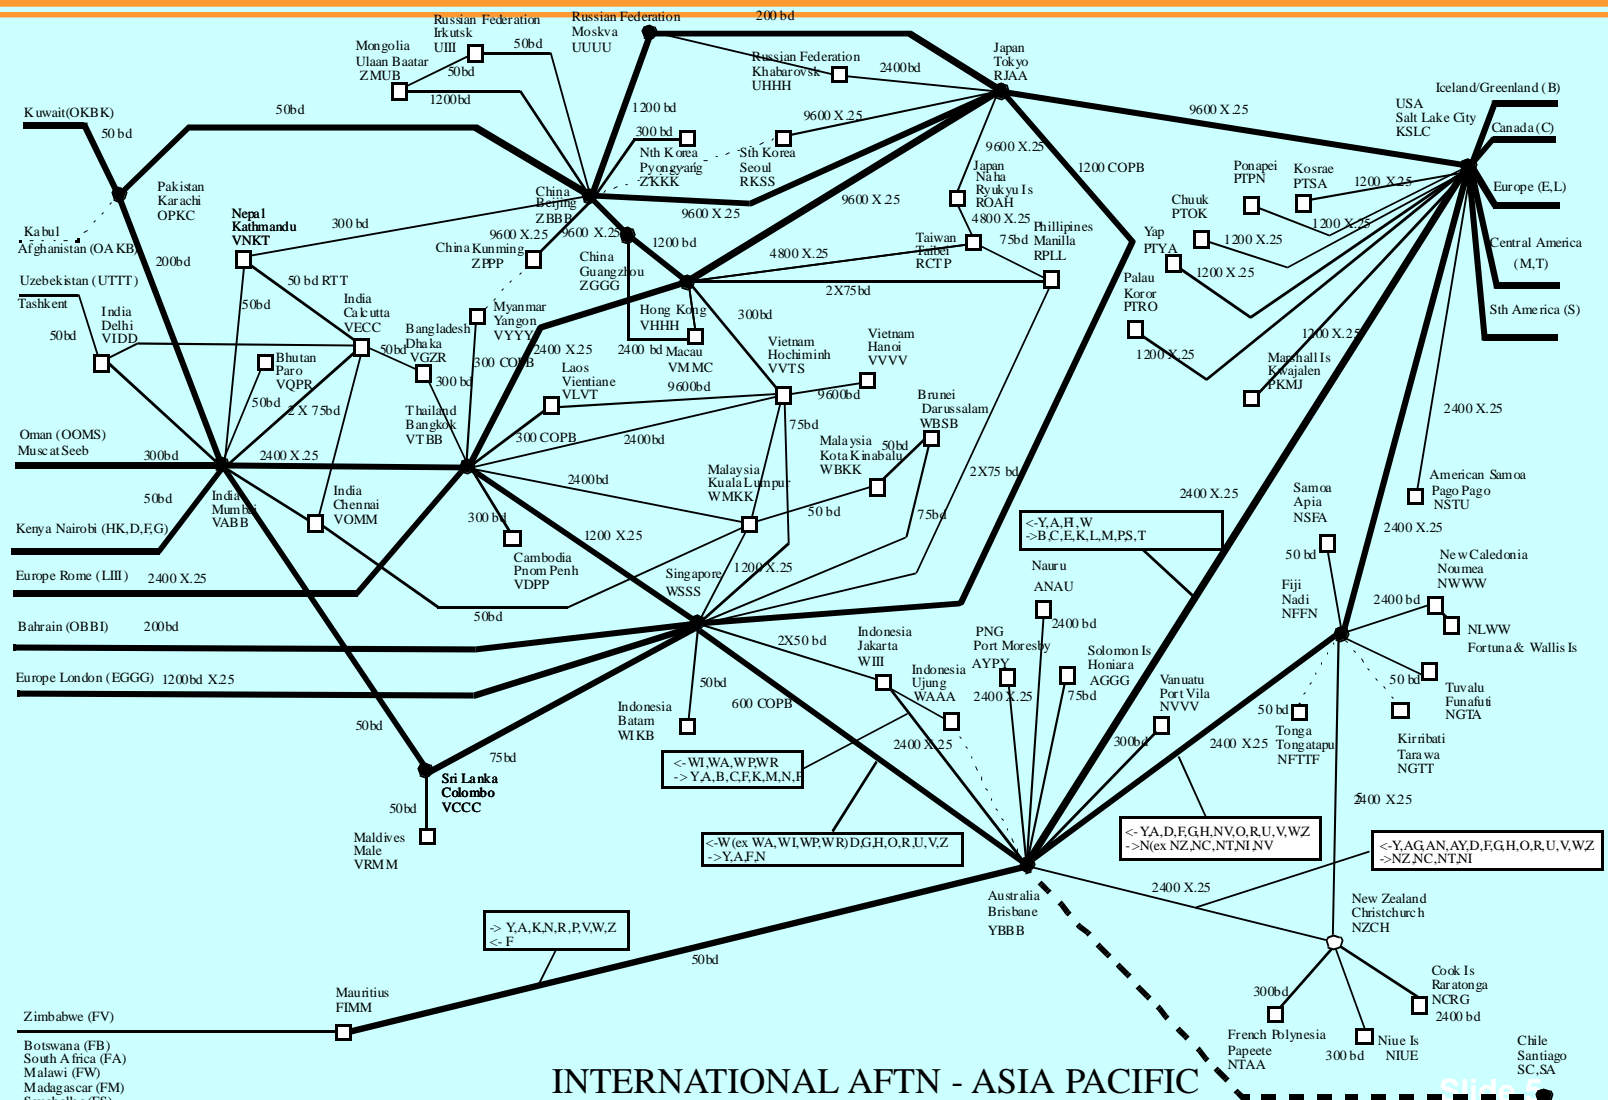 Russian Federation
Irkutsk
UIII
Russian Federation
Moskva
UUUU
200 bd
Mongolia
Ulaan Baatar
ZMUB
50bd
50bd
1200bd
Russian Federation
Khabarovsk
UHHH
2400bd
Japan
Tokyo
RJAA
Iceland/Greenland (B)
USA
Salt Lake City
KSLC
Canada (C)
Europe (E,L)
Central America
(M,T)
Sth America (S)
9600 X.25
Kuwait(OKBK)
50 bd
50bd
1200 bd
300 bd
Nth Korea
Pyongyang
ZKKK
Sth Korea
Seoul
RKSS
9600 X.25
9600 X.25
1200 COPB
Japan
Naha
Ryukyu Is
ROAH
Ponapei
PTPN
Kosrae
PTSA
1200 X.25
Chuuk
PTOK
1200 X.25
1200 X.25
Yap
PTYA
1200 X.25
Palau
Koror
PTRO
1200 X.25
1200 X.25
Marshall Is
Kwajalen
PKMJ
Pakistan
Karachi
OPKC
Nepal
Kathmandu
VNKT
300 bd
China
Beijing
ZBBB
9600 X.25
9600 X.25
4800 X.25
75bd
Phillipines
Manilla
RPLL
Kabul
Afghanistan (OAKB)
200bd
China Kunming
ZPPP
9600 X.25
9600 X.25
1200 bd
China
Guangzhou
ZGGG
4800 X.25
Taiwan
Taibei
RCTP
2X75bd
Uzebekistan (UTTT)
Tashkent
50bd
India
Delhi
VIDD
50bd
50 bd RTT
India
Calcutta
VECC
50bd
Bangladesh
Dhaka
VGZR
300 bd
Myanmar
Yangon
VYYY
300 COPB
2400 X.25
Hong Kong
VHHH
2400 bd
Macau
VMMC
300bd
Bhutan
Paro
VQPR
50bd
2 X 75bd
Laos
Vientiane
VLVT
9600bd
Vietnam
Hochiminh
VVTS
Vietnam
Hanoi
VVVV
9600bd
Brunei
Darussalam
WBSB
Thailand
Bangkok
VTBB
300 COPB
2400bd
75bd
Malaysia
Kota Kinabalu
WBKK
50bd
2X75 bd
2400 X.25
Oman (OOMS)
Muscat Seeb
300bd
2400 X.25
50bd
India
Mumbai
VABB
India
Chennai
VOMM
2400bd
Malaysia
Kuala Lumpur
WMKK
50 bd
75bd
Kenya Nairobi (HK,D,F,G)
300bd
Cambodia
Pnom Penh
VDPP
1200 X.25
Europe Rome (LIII)
2400 X.25
Singapore
WSSS
1200 X.25
50bd
Bahrain (OBBI)
200bd
Europe London (EGGG)
1200bd X.25
2400 X.25
<-Y,A,H,W
->B,C,E,K,L,M,P,S,T
American Samoa
Pago Pago
NSTU
Samoa
Apia
NSFA
2400 X.25
50 bd
New Caledonia
Noumea
NWWW
2400 bd
Fiji
Nadi
NFFN
NLWW
Fortuna & Wallis Is
50 bd
Tuvalu
Funafuti
NGTA
50 bd
Tonga
Tongatapu
NFTTF
Kirribati
Tarawa
NGTT
Nauru
ANAU
2400 bd
2X50 bd
Indonesia
Jakarta
WIII
PNG
Port Moresby
AYPY
2400 X.25
Solomon Is
Honiara
AGGG
75bd
Indonesia
Ujung
WAAA
Vanuatu
Port Vila
NVVV
300bd
2400 X.25
50bd
600 COPB
Indonesia
Batam
WIKB
2400 X.25
50bd
75bd
Sri Lanka
Colombo
VCCC
50bd
Maldives
Male
VRMM
<-WI,WA,WP,WR
-> Y,A,B,C,F,K,M,N,P
<-W(ex WA,WI,WP,WR)D,G,H,O,R,U,V,Z
->Y,A,F,N
<-Y,A,D,F,G,H,NV,O,R,U,V,WZ
->N(ex NZ,NC,NT,NI,NV
2400 X.25
<-Y,AG,AN,AY,D,F,G,H,O,R,U,V,W,Z
->NZ,NC,NT,NI
2400 X.25
Australia
Brisbane
YBBB
New Zealand
Christchurch
NZCH
-> Y,A,K,N,R,P,V,W,Z
<- F
50bd
Mauritius
FIMM
Zimbabwe (FV)
Botswana (FB)
South Africa (FA)
Malawi (FW)
Madagascar (FM)
300bd
French Polynesia
Papeete
NTAA
300 bd
Niue Is
NIUE
Cook Is
Raratonga
NCRG
2400 bd
Chile
Santiago
SC,SA
INTERNATIONAL AFTN - ASIA PACIFIC
Slide 5